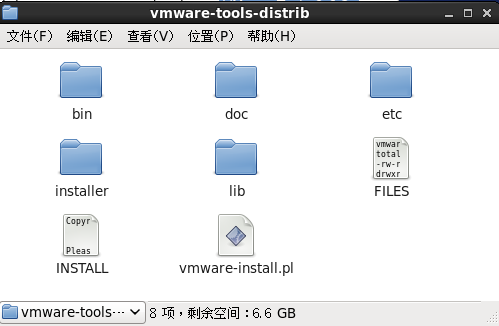 vmware-tools-distrib
文件(F) 编辑(E) 查看(V) 位置(P) 帮助(H)
bin doc etc
vmwar
total
-rw-r
drwxr
installer lib FILES
Copyr
Pleas
INSTALL vmware-install.pl
vmware-tools··· 8 项，剩余空间：6.6 GB